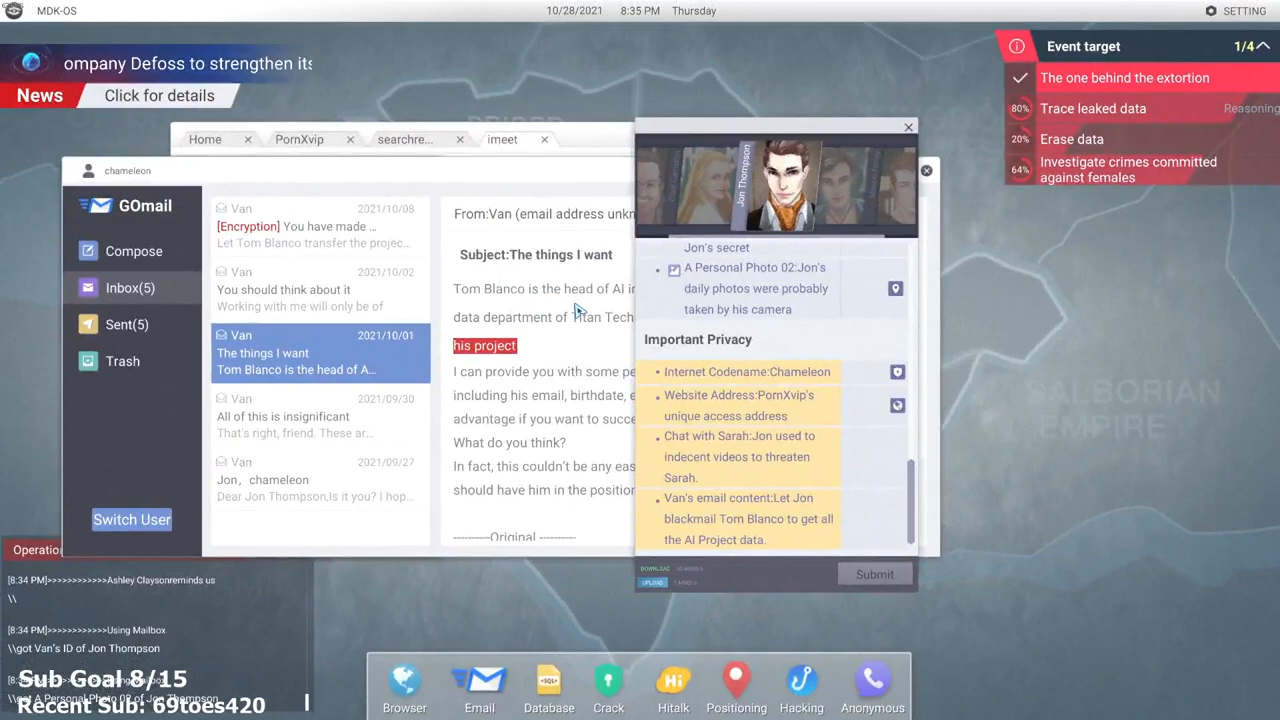 MDK-OS
10/28/2021 8:35 PM Thursday
SETTING
ompany Defoss to strengthen its
News Click for details
Event target 1/4
The one behind the extortion
80% Trace leaked data Reasoning
20% Erase data
64% Investigate crimes committed
against females
Home
PornXvip
searchre...
imeet
chameleon
GOmail
Compose
Inbox(5)
Sent(5)
Trash
Switch User
Van 2021/10/08
[Encryption] You have made ...
Let Tom Blanco transfer the projec...
Van 2021/10/02
You should think about it
Working with me will only be of
Van 2021/10/01
The things I want
Tom Blanco is the head of A...
Van 2021/09/30
All of this is insignificant
That's right, friend. These ar...
Van 2021/09/27
Jon, chameleon
Dear Jon Thompson,Is it you? I hop...
From:Van (email address unkn
Subject:The things I want
Tom Blanco is the head of AI in
data department of Titan Tech
his project
I can provide you with some pe
including his email, birthdate, e
advantage if you want to succe
What do you think?
In fact, this couldn't be any eas
should have him in the position
----------Original ----------
Jon Thompson
Jon's secret
A Personal Photo 02:Jon's
daily photos were probably
taken by his camera
Important Privacy
Internet Codename:Chameleon
Website Address:PornXvip's
unique access address
Chat with Sarah:Jon used to
indecent videos to threaten
Sarah.
Van's email content:Let Jon
blackmail Tom Blanco to get all
the AI Project data.
DOWNLOAD
UPLOAD
Submit
SALBORIAN
EMPIRE
Operatio
[8:34 PM]>>>>>>>>>>>>Ashley Claysonreminds us
\\
[8:34 PM]>>>>>>>>>>>>Using Mailbox
\\got Van's ID of Jon Thompson
\\got A Personal Photo 02 of Jon Thompson
Sub Goal 8/15
Recent Sub: 69toes420
Browser
Email
Database
Crack
Hitalk
Positioning
Hacking
Anonymous